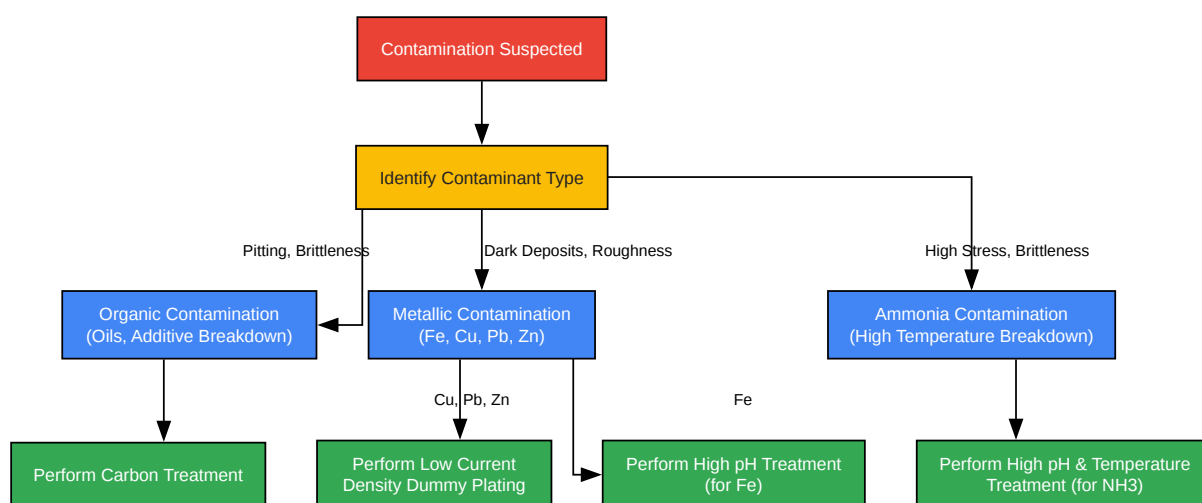 Contamination Suspected
Identify Contaminant Type
Pitting, Brittleness
Dark Deposits, Roughness
High Stress, Brittleness
Organic Contamination
(Oils, Additive Breakdown)
Metallic Contamination
(Fe, Cu, Pb, Zn)
Ammonia Contamination
(High Temperature Breakdown)
Cu, Pb, Zn
Fe
Perform Carbon Treatment
Perform Low Current
Density Dummy Plating
Perform High pH Treatment
(for Fe)
Perform High pH & Temperature
Treatment (for NH3)